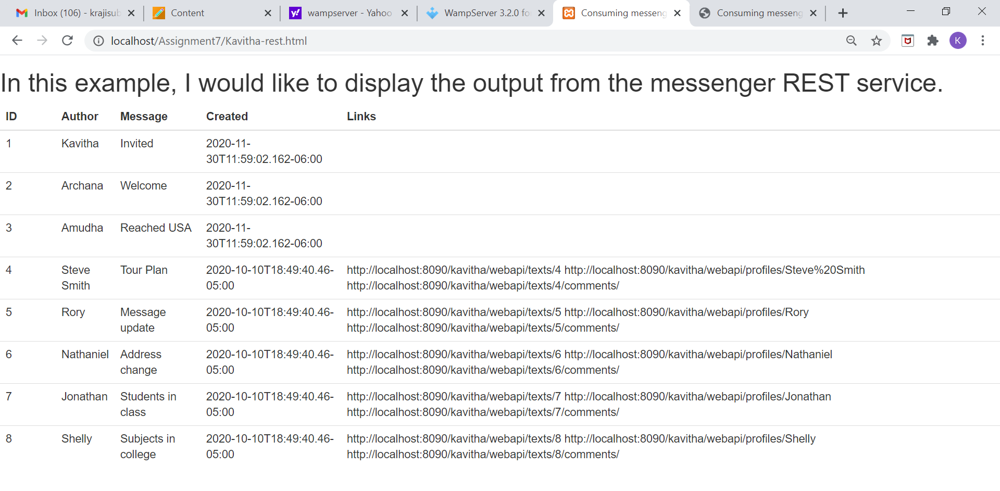 Inbox (106) - krajisub
Content
wampserver - Yahoo
WampServer 3.2.0 fo
Consuming messeng
Consuming messeng
localhost/Assignment7/Kavitha-rest.html
K
In this example, I would like to display the output from the messenger REST service.
ID Author Message Created Links
1 Kavitha Invited 2020-11-
30T11:59:02.162-06:00
2 Archana Welcome 2020-11-
30T11:59:02.162-06:00
3 Amudha Reached USA 2020-11-
30T11:59:02.162-06:00
4 Steve Tour Plan 2020-10-10T18:49:40.46- http://localhost:8090/kavitha/webapi/texts/4 http://localhost:8090/kavitha/webapi/profiles/Steve%20Smith
Smith 05:00 http://localhost:8090/kavitha/webapi/texts/4/comments/
5 Rory Message 2020-10-10T18:49:40.46- http://localhost:8090/kavitha/webapi/texts/5 http://localhost:8090/kavitha/webapi/profiles/Rory
update 05:00 http://localhost:8090/kavitha/webapi/texts/5/comments/
6 Nathaniel Address 2020-10-10T18:49:40.46- http://localhost:8090/kavitha/webapi/texts/6 http://localhost:8090/kavitha/webapi/profiles/Nathaniel
change 05:00 http://localhost:8090/kavitha/webapi/texts/6/comments/
7 Jonathan Students in 2020-10-10T18:49:40.46- http://localhost:8090/kavitha/webapi/texts/7 http://localhost:8090/kavitha/webapi/profiles/Jonathan
class 05:00 http://localhost:8090/kavitha/webapi/texts/7/comments/
8 Shelly Subjects in 2020-10-10T18:49:40.46- http://localhost:8090/kavitha/webapi/texts/8 http://localhost:8090/kavitha/webapi/profiles/Shelly
college 05:00 http://localhost:8090/kavitha/webapi/texts/8/comments/